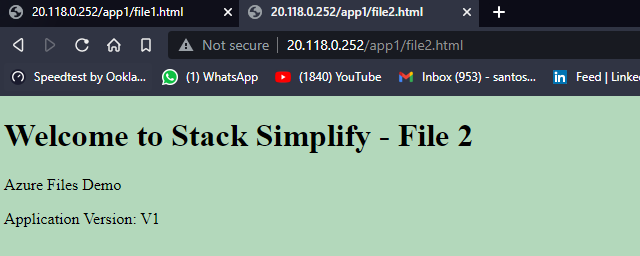 20.118.0.252/app1/file1.html
20.118.0.252/app1/file2.html
Not secure 20.118.0.252/app1/file2.html
Speedtest by Ookla... (1) WhatsApp (1840) YouTube Inbox (953) - santos... Feed | Linke
Welcome to Stack Simplify - File 2
Azure Files Demo
Application Version: V1